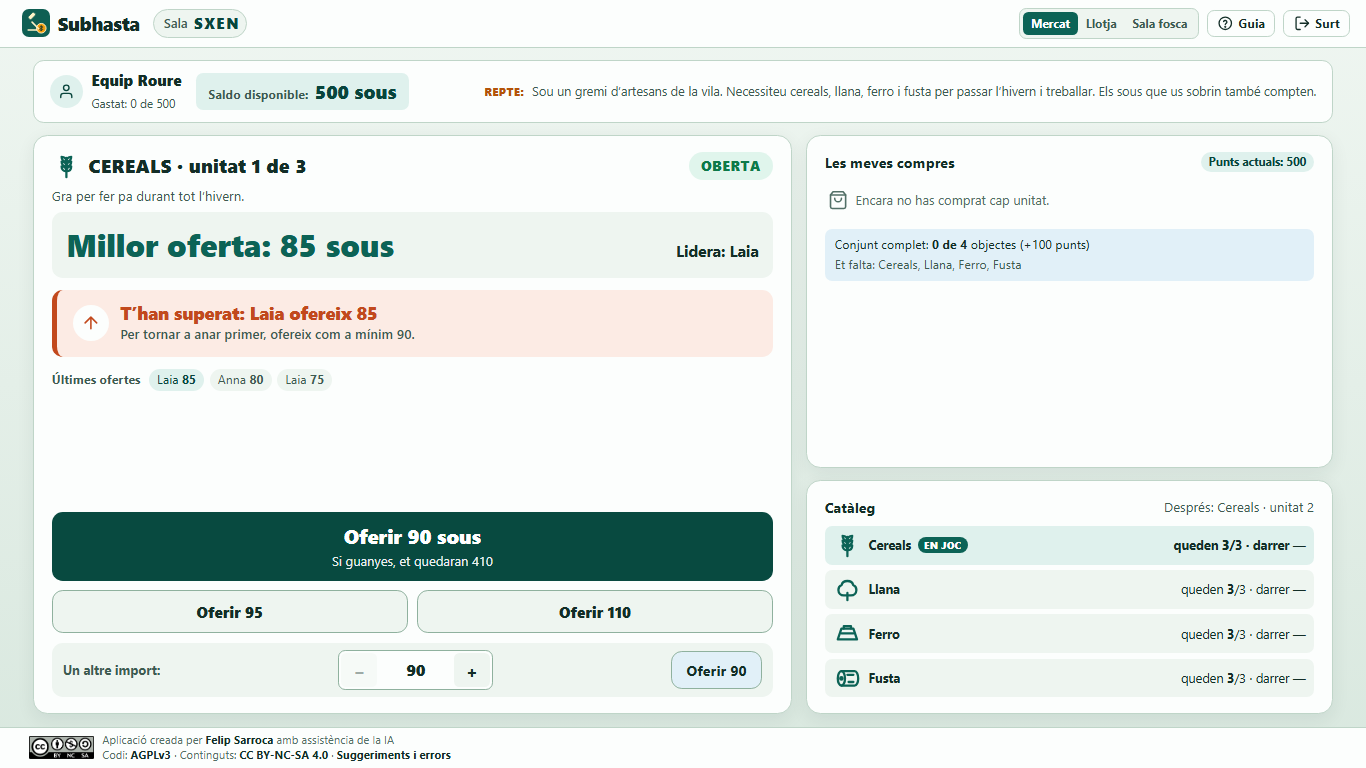 Subhasta
Sala SXEN
Mercat Llotja Sala fosca
Guia
Surt
Equip Roure
Gastat: 0 de 500
Saldo disponible: 500 sous
REPTE: Sou un gremi d'artesans de la vila. Necessiteu cereals, llana, ferro i fusta per passar l'hivern i treballar. Els sous que us sobrin també compten.
CEREALS · unitat 1 de 3
OBERTA
Gra per fer pa durant tot l'hivern.
Millor oferta: 85 sous
Lidera: Laia
T'han superat: Laia ofereix 85
Per tornar a anar primer, ofereix com a mínim 90.
Últimes ofertes Laia 85 Anna 80 Laia 75
Oferir 90 sous
Si guanyes, et quedaran 410
Oferir 95
Oferir 110
Un altre import: − 90 + Oferir 90
Les meves compres
Punts actuals: 500
Encara no has comprat cap unitat.
Conjunt complet: 0 de 4 objectes (+100 punts)
Et falta: Cereals, Llana, Ferro, Fusta
Catàleg
Després: Cereals · unitat 2
Cereals EN JOC queden 3/3 · darrer —
Llana queden 3/3 · darrer —
Ferro queden 3/3 · darrer —
Fusta queden 3/3 · darrer —
CC BY NC SA
Aplicació creada per Felip Sarroca amb assistència de la IA
Codi: AGPLv3 · Continguts: CC BY-NC-SA 4.0 · Suggeriments i errors